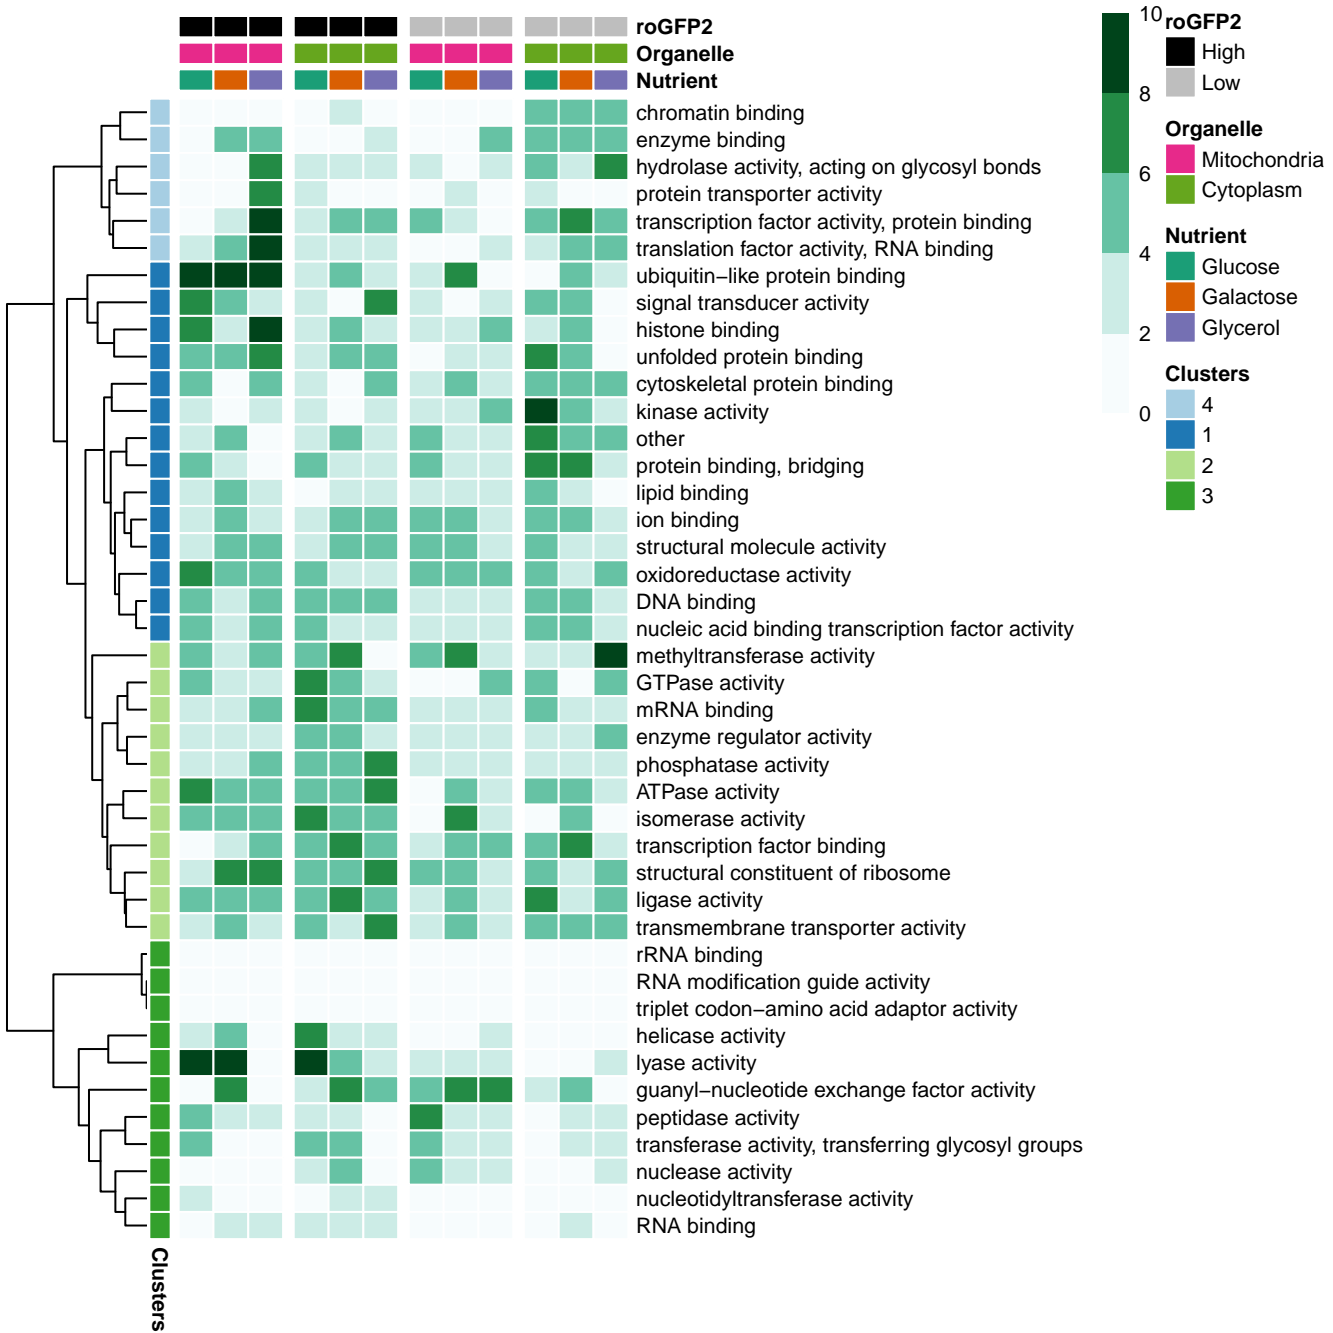 roGFP2
Organelle
Nutrient
chromatin binding
enzyme binding
hydrolase activity, acting on glycosyl bonds
protein transporter activity
transcription factor activity, protein binding
translation factor activity, RNA binding
ubiquitin−like protein binding
signal transducer activity
histone binding
unfolded protein binding
cytoskeletal protein binding
kinase activity
other
protein binding, bridging
lipid binding
ion binding
structural molecule activity
oxidoreductase activity
DNA binding
nucleic acid binding transcription factor activity
methyltransferase activity
GTPase activity
mRNA binding
enzyme regulator activity
phosphatase activity
ATPase activity
isomerase activity
transcription factor binding
structural constituent of ribosome
ligase activity
transmembrane transporter activity
rRNA binding
RNA modification guide activity
triplet codon−amino acid adaptor activity
helicase activity
lyase activity
guanyl−nucleotide exchange factor activity
peptidase activity
transferase activity, transferring glycosyl groups
nuclease activity
nucleotidyltransferase activity
RNA binding
Clusters
10
8
6
4
2
0
roGFP2
High
Low
Organelle
Mitochondria
Cytoplasm
Nutrient
Glucose
Galactose
Glycerol
Clusters
4
1
2
3